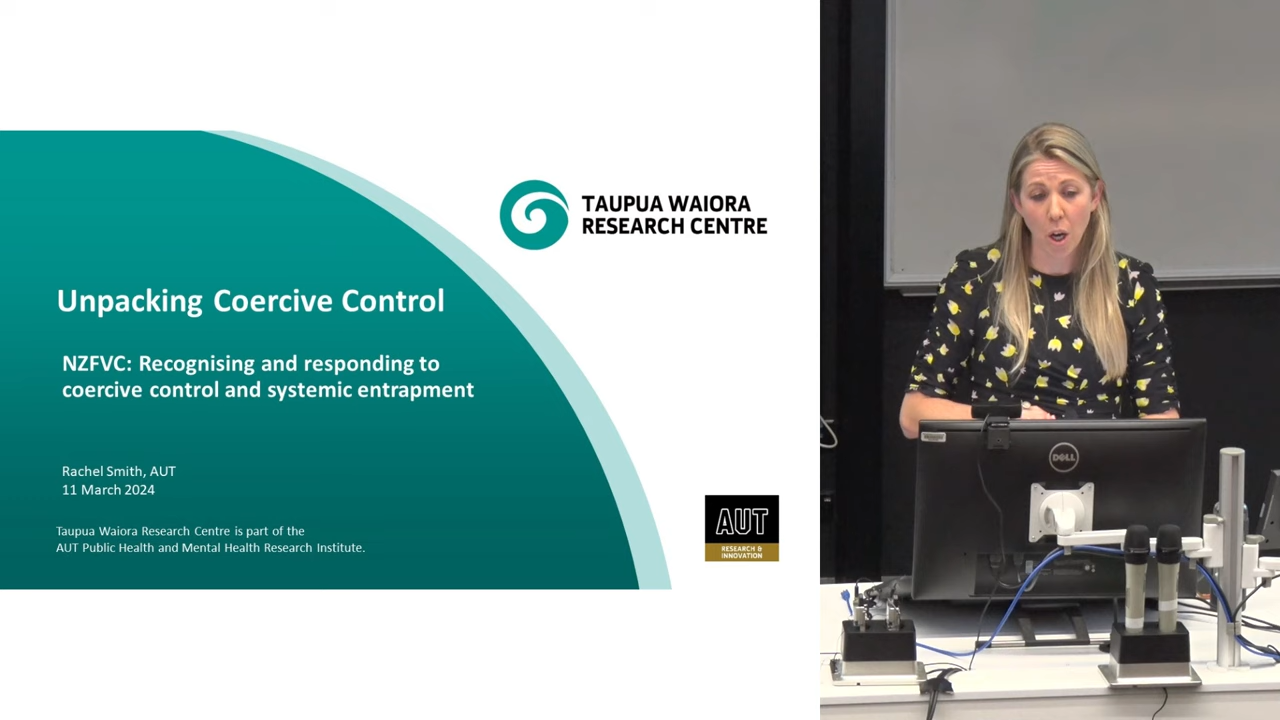 TAUPUA WAIORA
RESEARCH CENTRE
Unpacking Coercive Control
NZFVC: Recognising and responding to
coercive control and systemic entrapment
Rachel Smith, AUT
11 March 2024
Taupua Waiora Research Centre is part of the
AUT Public Health and Mental Health Research Institute.
AUT
RESEARCH &
INNOVATION
DELL